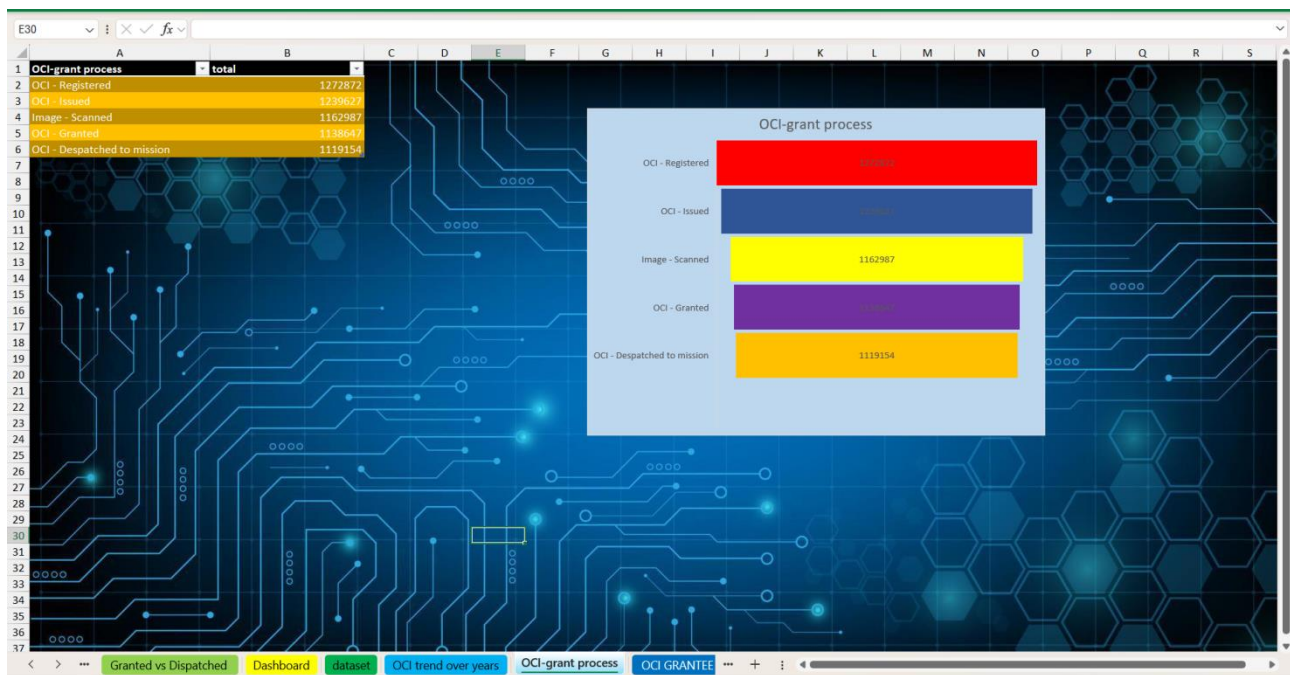 E30
fx
A B C D E F G H I J K L M N O P Q R S
1 OCI-grant process total
2 OCI - Registered 1272872
3 OCI - Issued 1239627
4 Image - Scanned 1162987
5 OCI - Granted 1138647
6 OCI - Despatched to mission 1119154
7
8
9
10
11
12
13
14
15
16
17
18
19
20
21
22
23
24
25
26
27
28
29
30
31
32
33
34
35
36
37
OCI-grant process
OCI - Registered 1272872
OCI - Issued 1239627
Image - Scanned 1162987
OCI - Granted 1138647
OCI - Despatched to mission 1119154
Granted vs Dispatched Dashboard dataset OCI trend over years OCI-grant process OCI GRANTEE